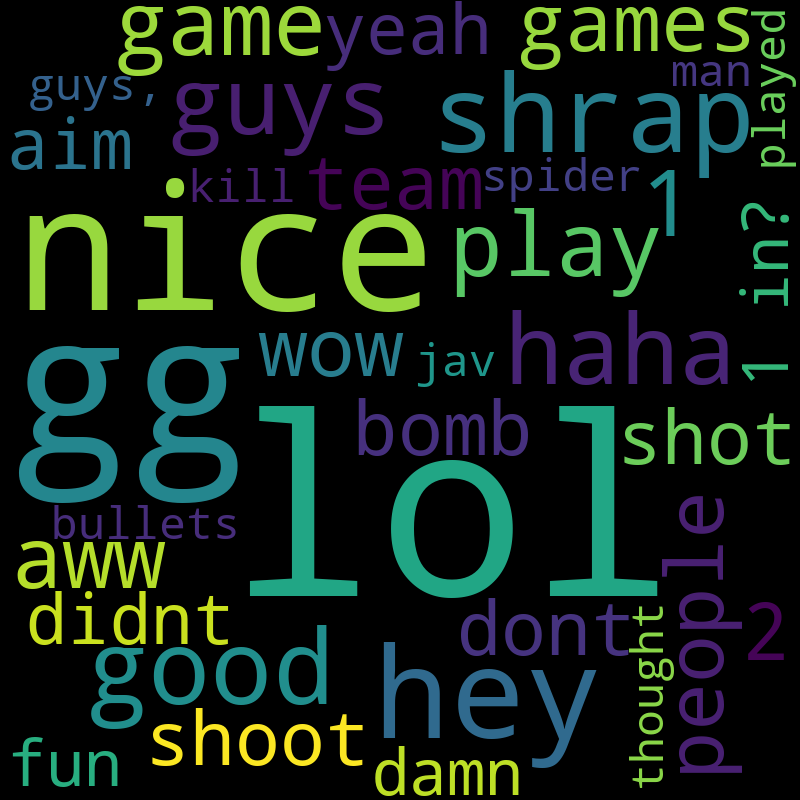 game
yeah
games
played
man
guys,
guys
shrap
aim
kill
team
spider
1
nice
play
1 in?
gg
wow
jav
haha
lol
bomb
shot
bullets
people
aww
didnt
dont
thought
2
good
hey
shoot
fun
damn